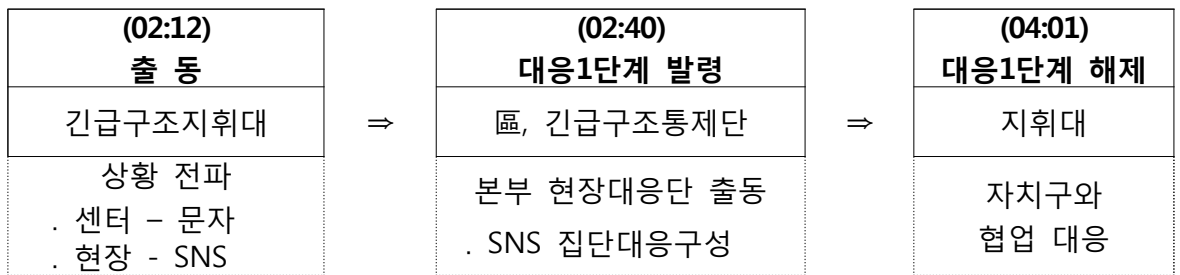 (02:12)
출 동
긴급구조지휘대
상황 전파
. 센터 – 문자
. 현장 - SNS
⇒
(02:40)
대응1단계 발령
區, 긴급구조통제단
본부 현장대응단 출동
. SNS 집단대응구성
⇒
(04:01)
대응1단계 해제
지휘대
자치구와
협업 대응